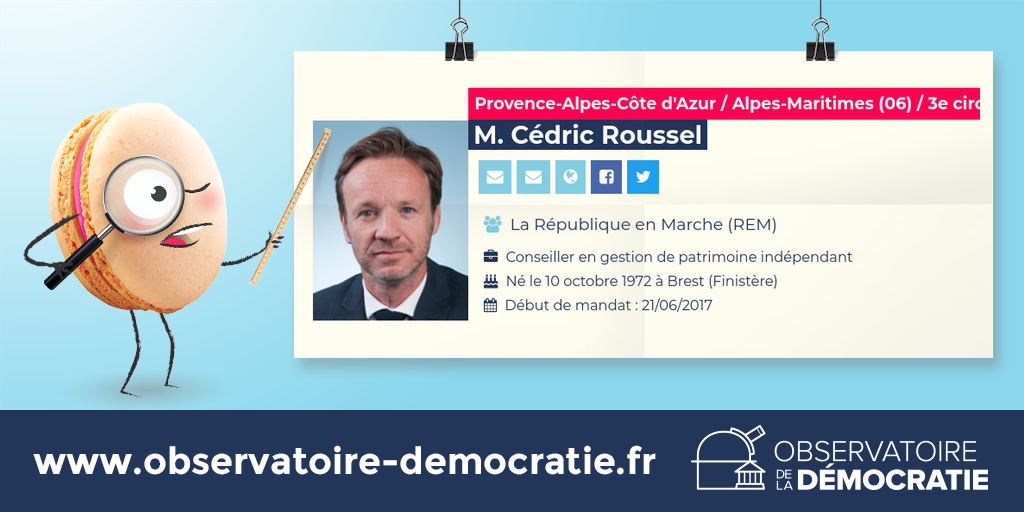 Provence-Alpes-Côte d'Azur / Alpes-Maritimes (06) / 3e circ
M. Cédric Roussel
La République en Marche (REM)
Conseiller en gestion de patrimoine indépendant
Né le 10 octobre 1972 à Brest (Finistère)
Début de mandat : 21/06/2017
www.observatoire-democratie.fr
OBSERVATOIRE
DE LA DÉMOCRATIE